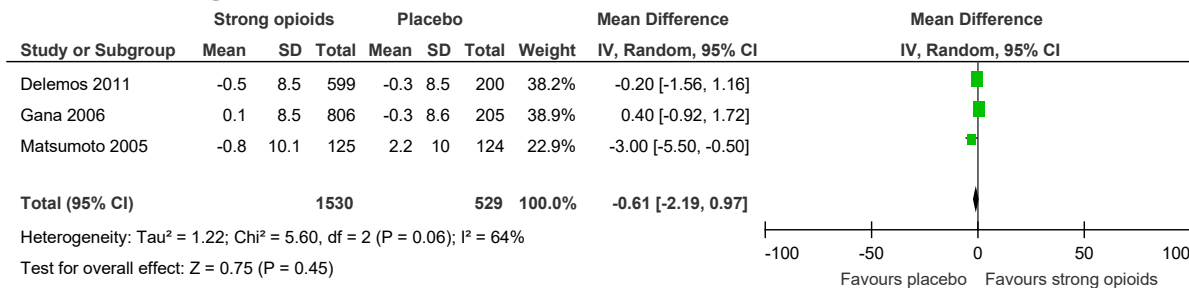 Strong opioids Placebo Mean Difference Mean Difference
Study or Subgroup Mean SD Total Mean SD Total Weight IV, Random, 95% CI IV, Random, 95% CI
Delemos 2011 -0.5 8.5 599 -0.3 8.5 200 38.2% -0.20 [-1.56, 1.16]
Gana 2006 0.1 8.5 806 -0.3 8.6 205 38.9% 0.40 [-0.92, 1.72]
Matsumoto 2005 -0.8 10.1 125 2.2 10 124 22.9% -3.00 [-5.50, -0.50]
Total (95% CI) 1530 529 100.0% -0.61 [-2.19, 0.97]
Heterogeneity: Tau² = 1.22; Chi² = 5.60, df = 2 (P = 0.06); I² = 64%
Test for overall effect: Z = 0.75 (P = 0.45)
-100 -50 0 50 100
Favours placebo Favours strong opioids